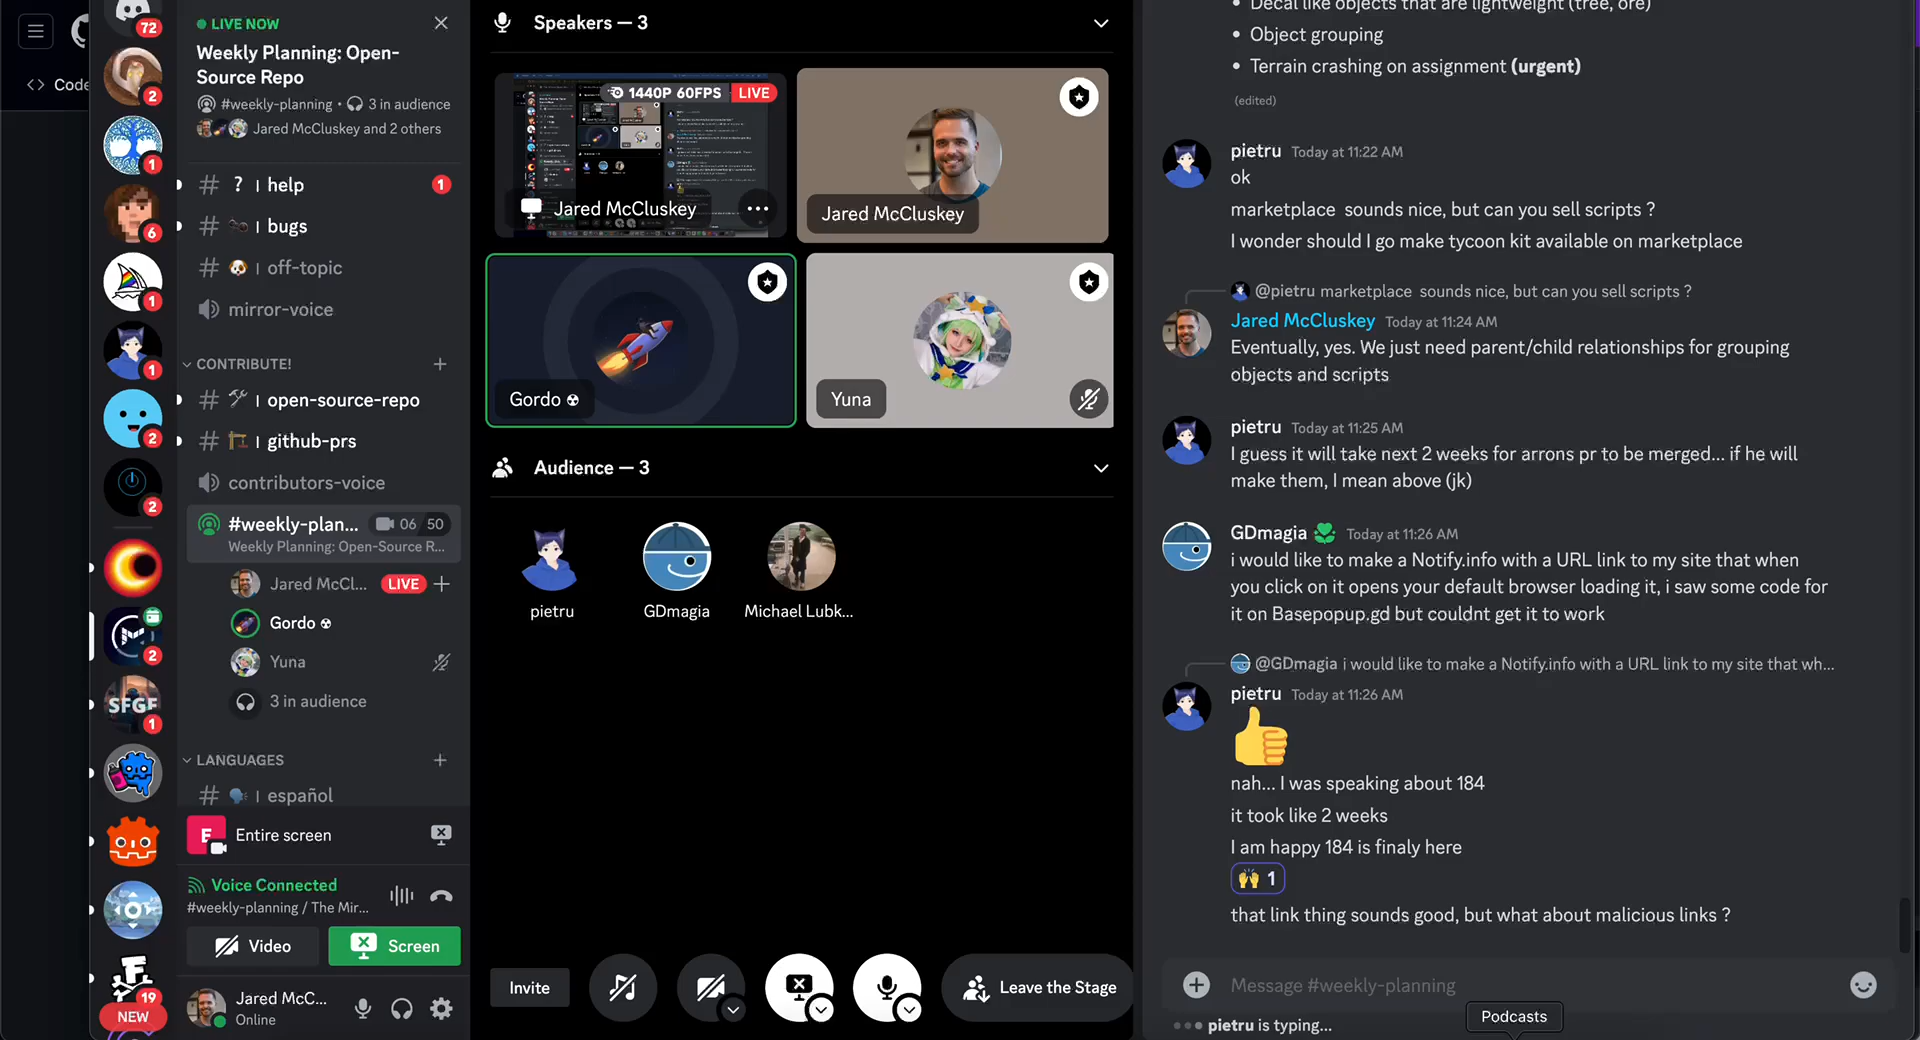 Code
72
2
1
6
1
1
2
2
2
SFGF
1
19
NEW
LIVE NOW
Weekly Planning: Open-
Source Repo
#weekly-planning • 3 in audience
Jared McCluskey and 2 others
# ? | help 1
# | bugs
# | off-topic
mirror-voice
CONTRIBUTE! +
# | open-source-repo
# | github-prs
contributors-voice
#weekly-plan... 06 50
Weekly Planning: Open-Source R...
Jared McCl... LIVE +
Gordo ☢
Yuna
3 in audience
LANGUAGES +
# | español
E Entire screen
Voice Connected
#weekly-planning / The Mir...
Video Screen
Jared McC...
Online
Speakers — 3
1440P 60FPS LIVE
Jared McCluskey ...
Jared McCluskey
Gordo ☢
Yuna
Audience — 3
pietru GDmagia Michael Lubk...
Invite Leave the Stage
• Decal like objects that are lightweight (tree, ore)
• Object grouping
• Terrain crashing on assignment (urgent)
(edited)
pietru Today at 11:22 AM
ok
marketplace sounds nice, but can you sell scripts ?
I wonder should I go make tycoon kit available on marketplace
@pietru marketplace sounds nice, but can you sell scripts ?
Jared McCluskey Today at 11:24 AM
Eventually, yes. We just need parent/child relationships for grouping
objects and scripts
pietru Today at 11:25 AM
I guess it will take next 2 weeks for arrons pr to be merged... if he will
make them, I mean above (jk)
GDmagia Today at 11:26 AM
i would like to make a Notify.info with a URL link to my site that when
you click on it opens your default browser loading it, i saw some code for
it on Basepopup.gd but couldnt get it to work
@GDmagia i would like to make a Notify.info with a URL link to my site that wh...
pietru Today at 11:26 AM
👍
nah... I was speaking about 184
it took like 2 weeks
I am happy 184 is finaly here
🙌 1
that link thing sounds good, but what about malicious links ?
Message #weekly-planning
Podcasts
pietru is typing...